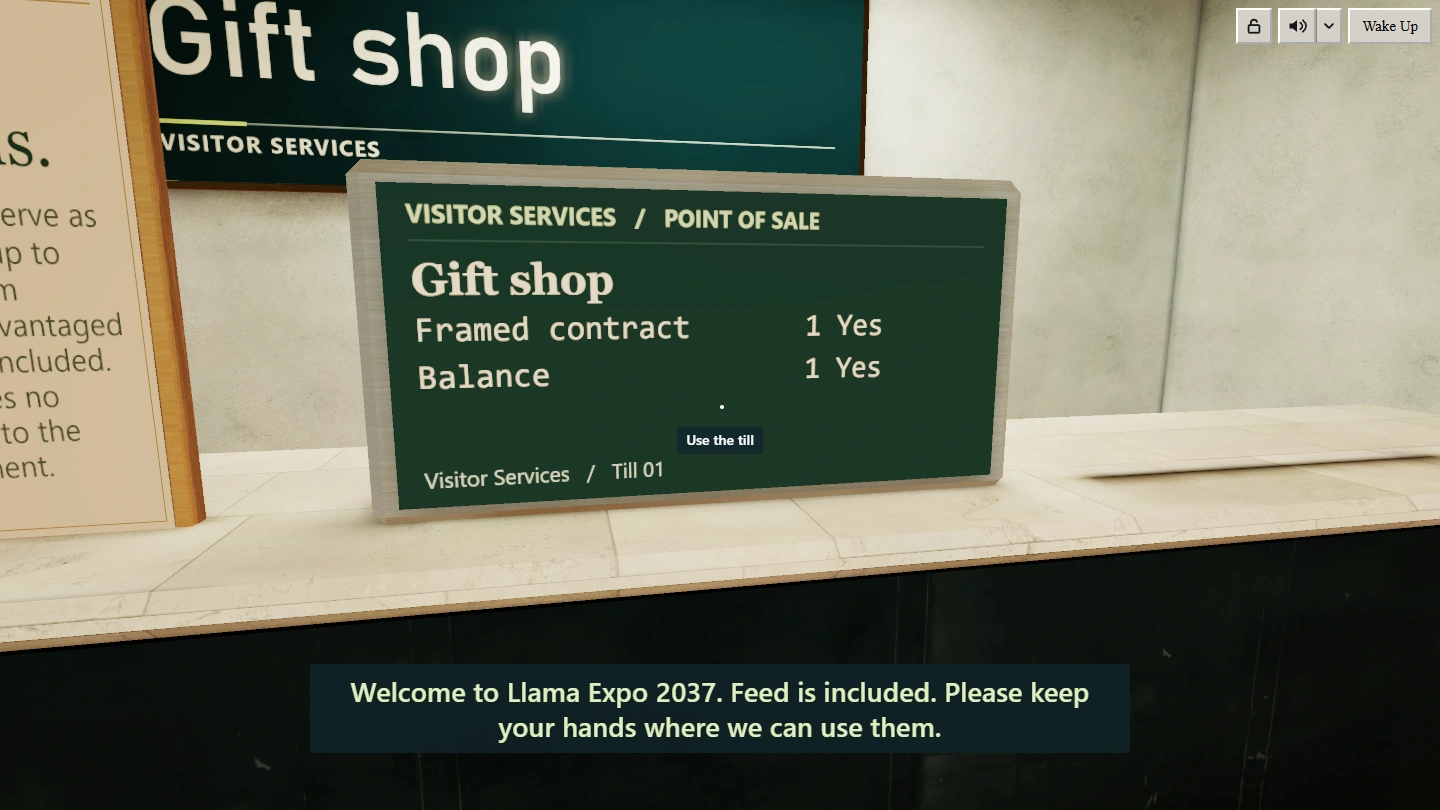 Gift shop
VISITOR SERVICES
Wake Up
s.
erve as
up to
m
vantaged
ncluded.
es no
to the
ent.
VISITOR SERVICES / POINT OF SALE
Gift shop
Framed contract 1 Yes
Balance 1 Yes
Use the till
Visitor Services / Till 01
Welcome to Llama Expo 2037. Feed is included. Please keep
your hands where we can use them.